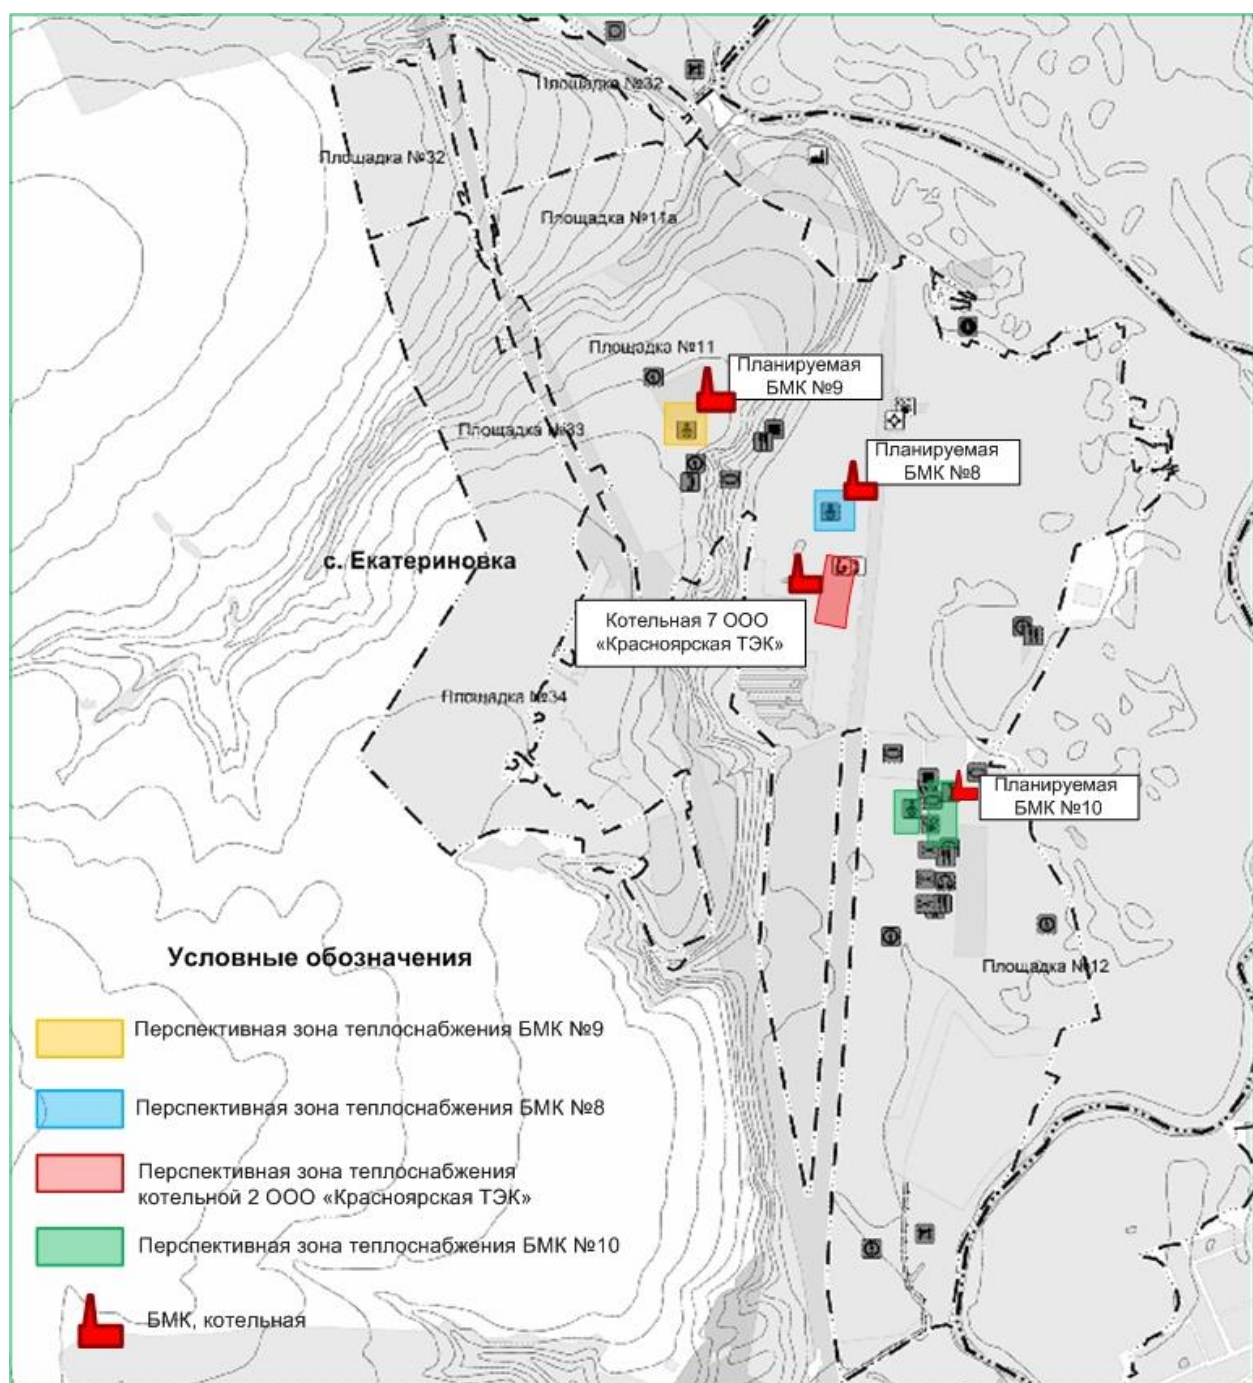 Площадка №32
Площадка №32
Площадка №11а
Площадка №11
Планируемая
БМК №9
Площадка №33
Планируемая
БМК №8
с. Екатериновка
Котельная 7 ООО
«Красноярская ТЭК»
Площадка №34
Планируемая
БМК №10
Площадка №12
Условные обозначения
Перспективная зона теплоснабжения БМК №9
Перспективная зона теплоснабжения БМК №8
Перспективная зона теплоснабжения
котельной 2 ООО «Красноярская ТЭК»
Перспективная зона теплоснабжения БМК №10
БМК, котельная